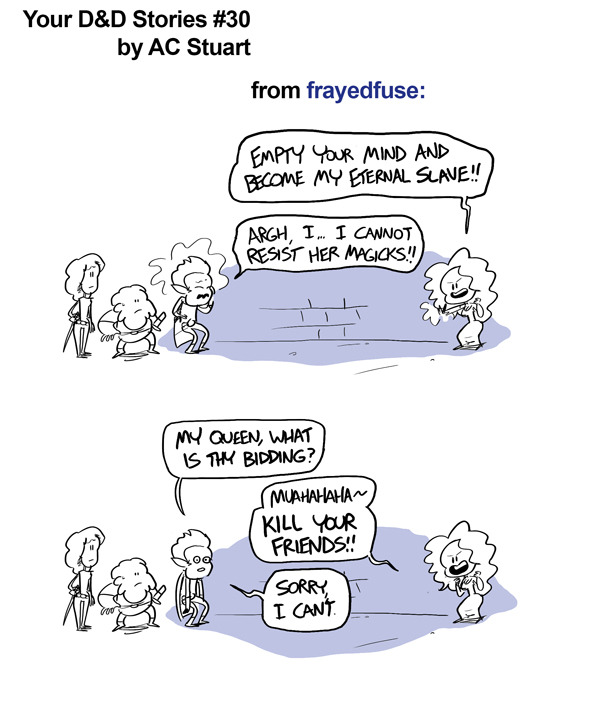 Your D&D Stories #30
by AC Stuart
from frayedfuse:
EMPTY YOUR MIND AND
BECOME MY ETERNAL SLAVE!!
ARGH, I... I CANNOT
RESIST HER MAGICKS!!
MY QUEEN, WHAT
IS THY BIDDING?
MUAHAHAHA~
KILL YOUR
FRIENDS!!
SORRY,
I CAN'T.